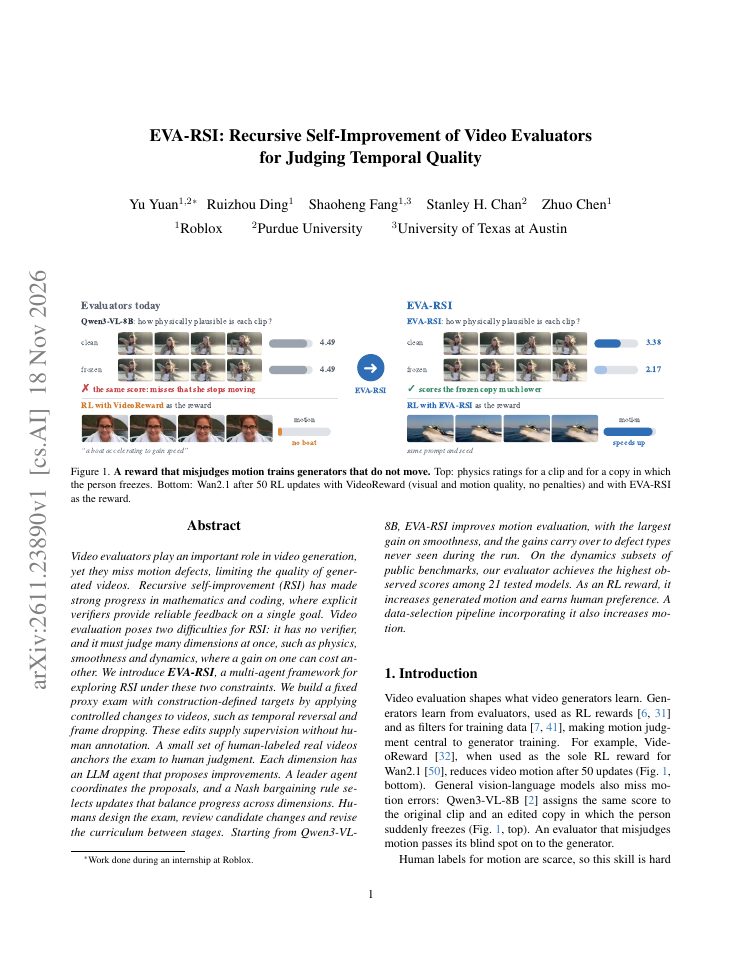 EVA-RSI: Recursive Self-Improvement of Video Evaluators
for Judging Temporal Quality
Yu Yuan1,2* Ruizhou Ding1 Shaoheng Fang1,3 Stanley H. Chan2 Zhuo Chen1
1Roblox 2Purdue University 3University of Texas at Austin
arXiv:2611.23890v1 [cs.AI] 18 Nov 2026
Evaluators today
Qwen3-VL-8B: how physically plausible is each clip?
clean
4.49
frozen
4.49
✗ the same score: misses that she stops moving
RL with VideoReward as the reward
motion
no boat
"a boat accelerating to gain speed"
EVA-RSI
EVA-RSI
EVA-RSI: how physically plausible is each clip?
clean
3.38
frozen
2.17
✓ scores the frozen copy much lower
RL with EVA-RSI as the reward
motion
speeds up
same prompt and seed
Figure 1. A reward that misjudges motion trains generators that do not move. Top: physics ratings for a clip and for a copy in which
the person freezes. Bottom: Wan2.1 after 50 RL updates with VideoReward (visual and motion quality, no penalties) and with EVA-RSI
as the reward.
Abstract
Video evaluators play an important role in video generation,
yet they miss motion defects, limiting the quality of gener-
ated videos. Recursive self-improvement (RSI) has made
strong progress in mathematics and coding, where explicit
verifiers provide reliable feedback on a single goal. Video
evaluation poses two difficulties for RSI: it has no verifier,
and it must judge many dimensions at once, such as physics,
smoothness and dynamics, where a gain on one can cost an-
other. We introduce EVA-RSI, a multi-agent framework for
exploring RSI under these two constraints. We build a fixed
proxy exam with construction-defined targets by applying
controlled changes to videos, such as temporal reversal and
frame dropping. These edits supply supervision without hu-
man annotation. A small set of human-labeled real videos
anchors the exam to human judgment. Each dimension has
an LLM agent that proposes improvements. A leader agent
coordinates the proposals, and a Nash bargaining rule se-
lects updates that balance progress across dimensions. Hu-
mans design the exam, review candidate changes and revise
the curriculum between stages. Starting from Qwen3-VL-
8B, EVA-RSI improves motion evaluation, with the largest
gain on smoothness, and the gains carry over to defect types
never seen during the run. On the dynamics subsets of
public benchmarks, our evaluator achieves the highest ob-
served scores among 21 tested models. As an RL reward, it
increases generated motion and earns human preference. A
data-selection pipeline incorporating it also increases mo-
tion.
1. Introduction
Video evaluation shapes what video generators learn. Gen-
erators learn from evaluators, used as RL rewards [6, 31]
and as filters for training data [7, 41], making motion judg-
ment central to generator training. For example, Vide-
oReward [32], when used as the sole RL reward for
Wan2.1 [50], reduces video motion after 50 updates (Fig. 1,
bottom). General vision-language models also miss mo-
tion errors: Qwen3-VL-8B [2] assigns the same score to
the original clip and an edited copy in which the person
suddenly freezes (Fig. 1, top). An evaluator that misjudges
motion passes its blind spot on to the generator.
Human labels for motion are scarce, so this skill is hard
*Work done during an internship at Roblox.
1